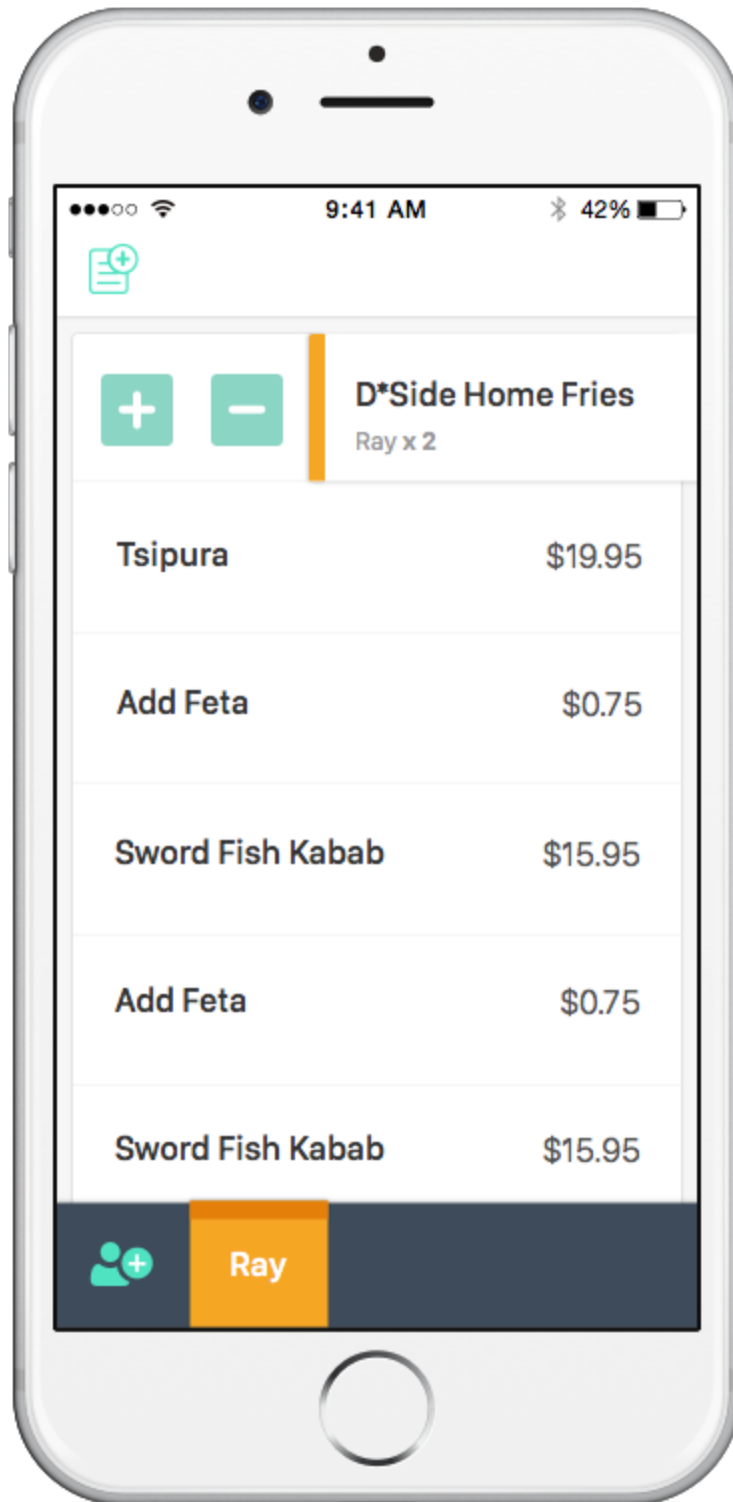 9:41 AM 42%
D*Side Home Fries
Ray x 2
Tsipura $19.95
Add Feta $0.75
Sword Fish Kabab $15.95
Add Feta $0.75
Sword Fish Kabab $15.95
Ray